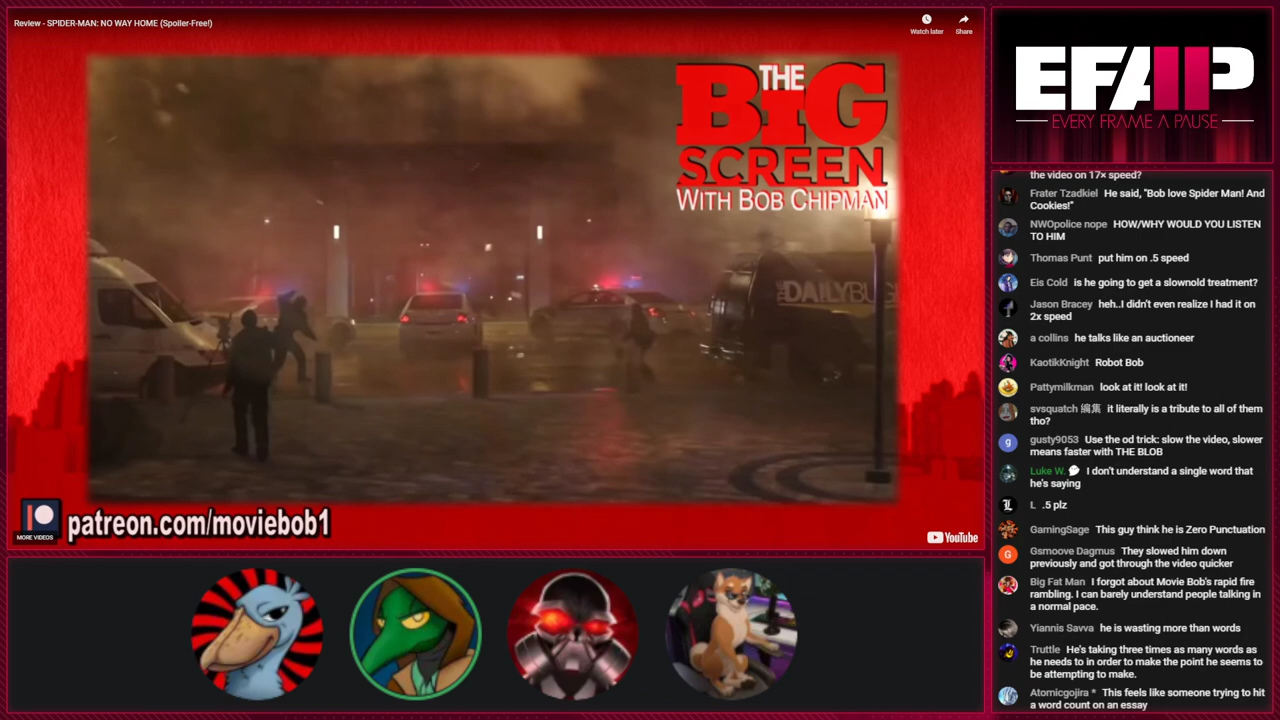 Review - SPIDER-MAN: NO WAY HOME (Spoiler-Free!)
Watch later
Share
THE
BIG
SCREEN
WITH BOB CHIPMAN
DAILY
MORE VIDEOS
patreon.com/moviebob1
YouTube
EFAP
EVERY FRAME A PAUSE
the video on 17× speed?
Frater Tzadkiel He said, "Bob love Spider Man! And
Cookies!"
NWOpolice nope HOW/WHY WOULD YOU LISTEN
TO HIM
Thomas Punt put him on .5 speed
Eis Cold is he going to get a slownold treatment?
Jason Bracey heh..I didn't even realize I had it on
2x speed
a collins he talks like an auctioneer
KaotikKnight Robot Bob
Pattymilkman look at it! look at it!
svsquatch 編集 it literally is a tribute to all of them
tho?
g
gusty9053 Use the od trick: slow the video, slower
means faster with THE BLOB
Luke W. I don't understand a single word that
he's saying
L .5 plz
GamingSage This guy think he is Zero Punctuation
G
Gsmoove Dagmus They slowed him down
previously and got through the video quicker
Big Fat Man I forgot about Movie Bob's rapid fire
rambling. I can barely understand people talking in
a normal pace.
Yiannis Savva he is wasting more than words
Truttle He's taking three times as many words as
he needs to in order to make the point he seems to
be attempting to make.
Atomicgojira * This feels like someone trying to hit
a word count on an essay